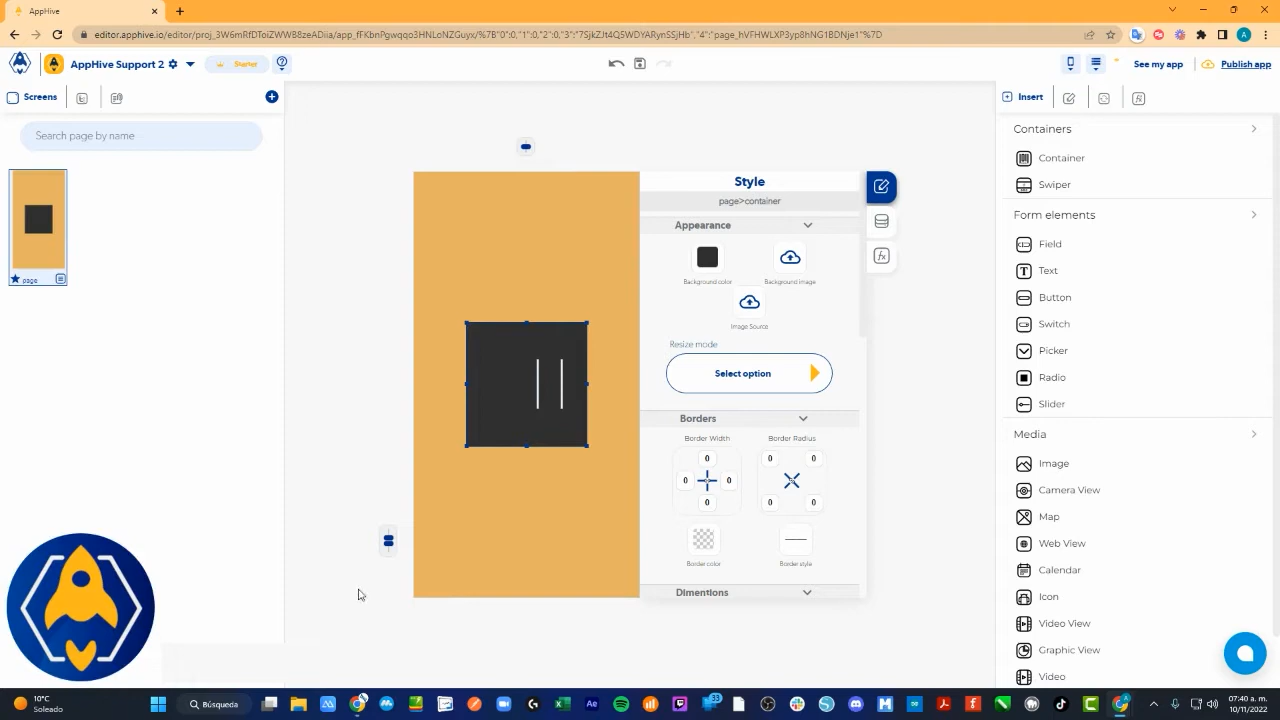 AppHive
editor.apphive.io/editor/proj_3W6mRfDToiZWW88zeADiia/app_fFKbnPgwqqo3HNLoNZGuyx/%7B"0":0,"1":0,"2":0,"3":"7SjkZJt4Q5WDYARynSSjHb","4":"page_hVFHWLXP3yp8hNG1BDNje1"%7D
A
AppHive Support 2
Starter
See my app
Publish app
Screens
Insert
Search page by name
page
Style
page>container
Appearance
Background color
Background image
Image Source
Resize mode
Select option
Borders
Border Width
Border Radius
0
0
0
0
0
0
0
0
Border color
Border style
Dimentions
Containers
Container
Swiper
Form elements
Field
Text
Button
Switch
Picker
Radio
Slider
Media
Image
Camera View
Map
Web View
Calendar
Icon
Video View
Graphic View
Video
10°C
Soleado
Búsqueda
33
07:40 a. m.
10/11/2022